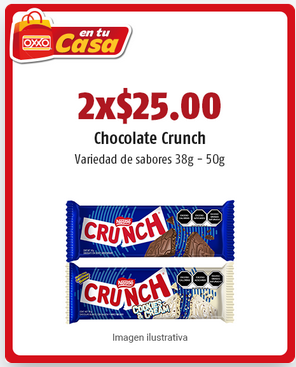 OXXO
en tu
Casa
2x$25.00
Chocolate Crunch
Variedad de sabores 38g - 50g
Nestlé
CRUNCH
Nestlé
CRUNCH
COOKIES
& CREAM
Imagen ilustrativa